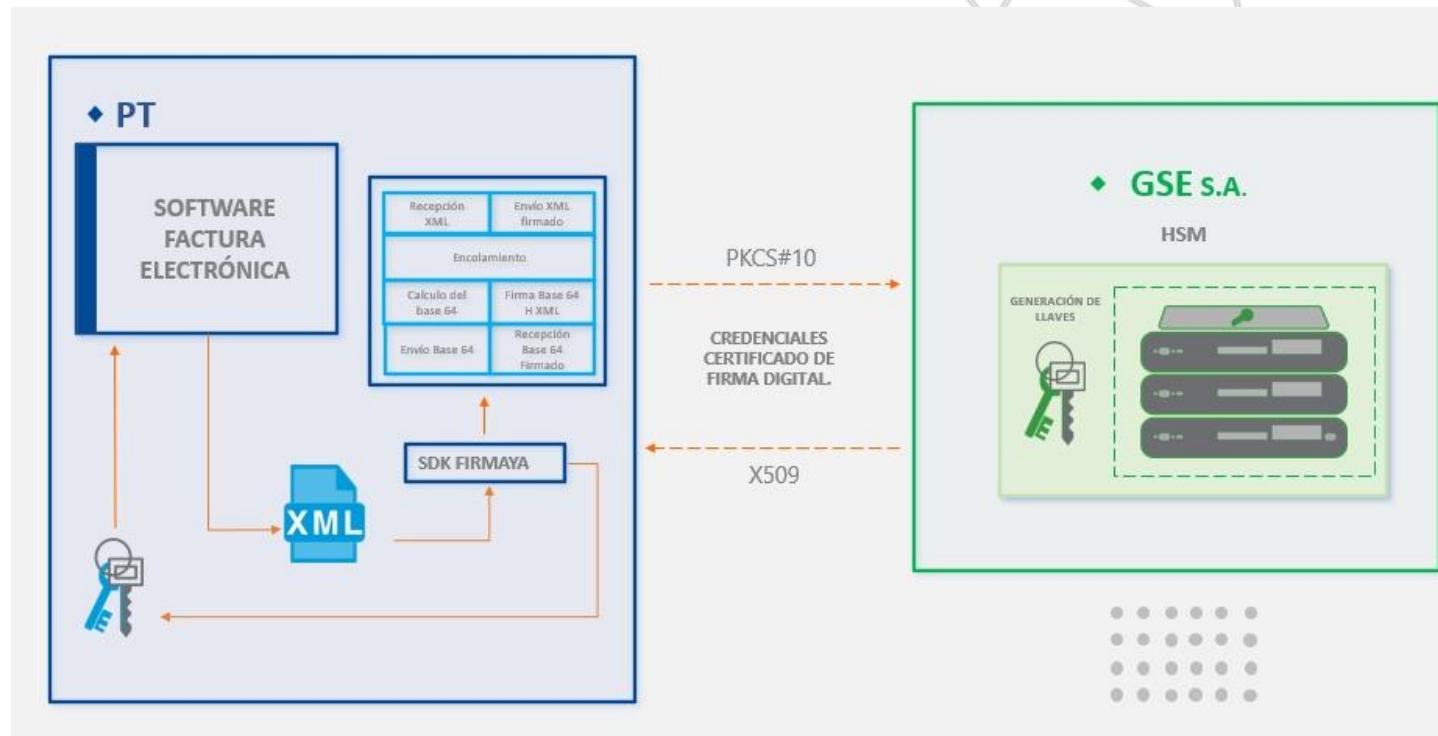 PT
SOFTWARE
FACTURA
ELECTRÓNICA
Recepción
XML
Envío XML
firmado
Encolamiento
Calculo del
base 64
Firma Base 64
H XML
Envío Base 64
Recepción
Base 64
Firmado
SDK FIRMAYA
XML
PKCS#10
CREDENCIALES
CERTIFICADO DE
FIRMA DIGITAL.
X509
GSE S.A.
HSM
GENERACIÓN DE
LLAVES